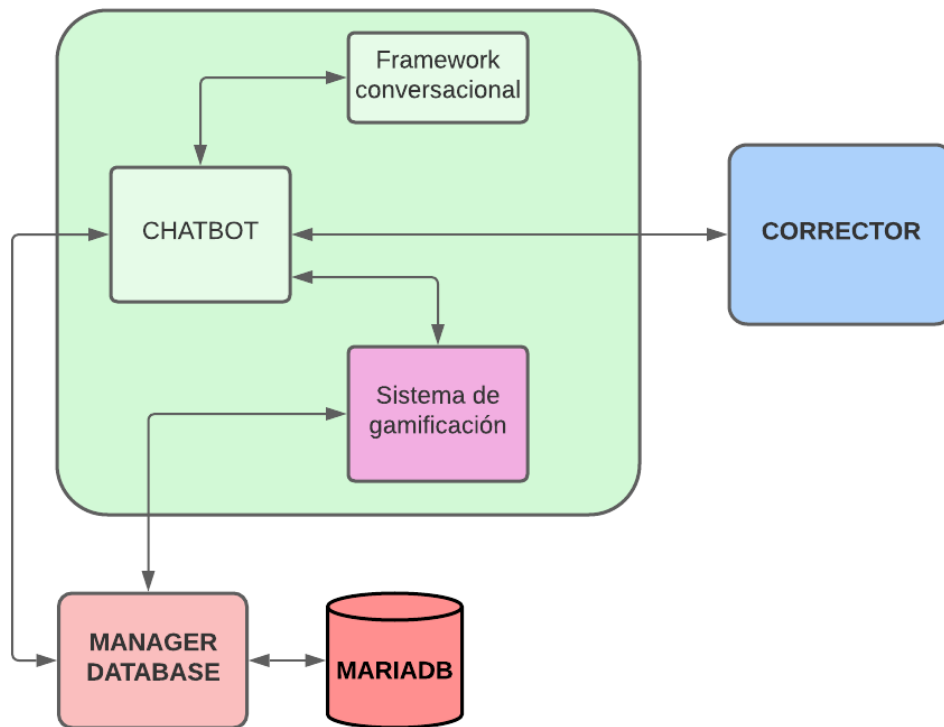 Framework
conversacional
CHATBOT
CORRECTOR
Sistema de
gamificación
MANAGER
DATABASE
MARIADB